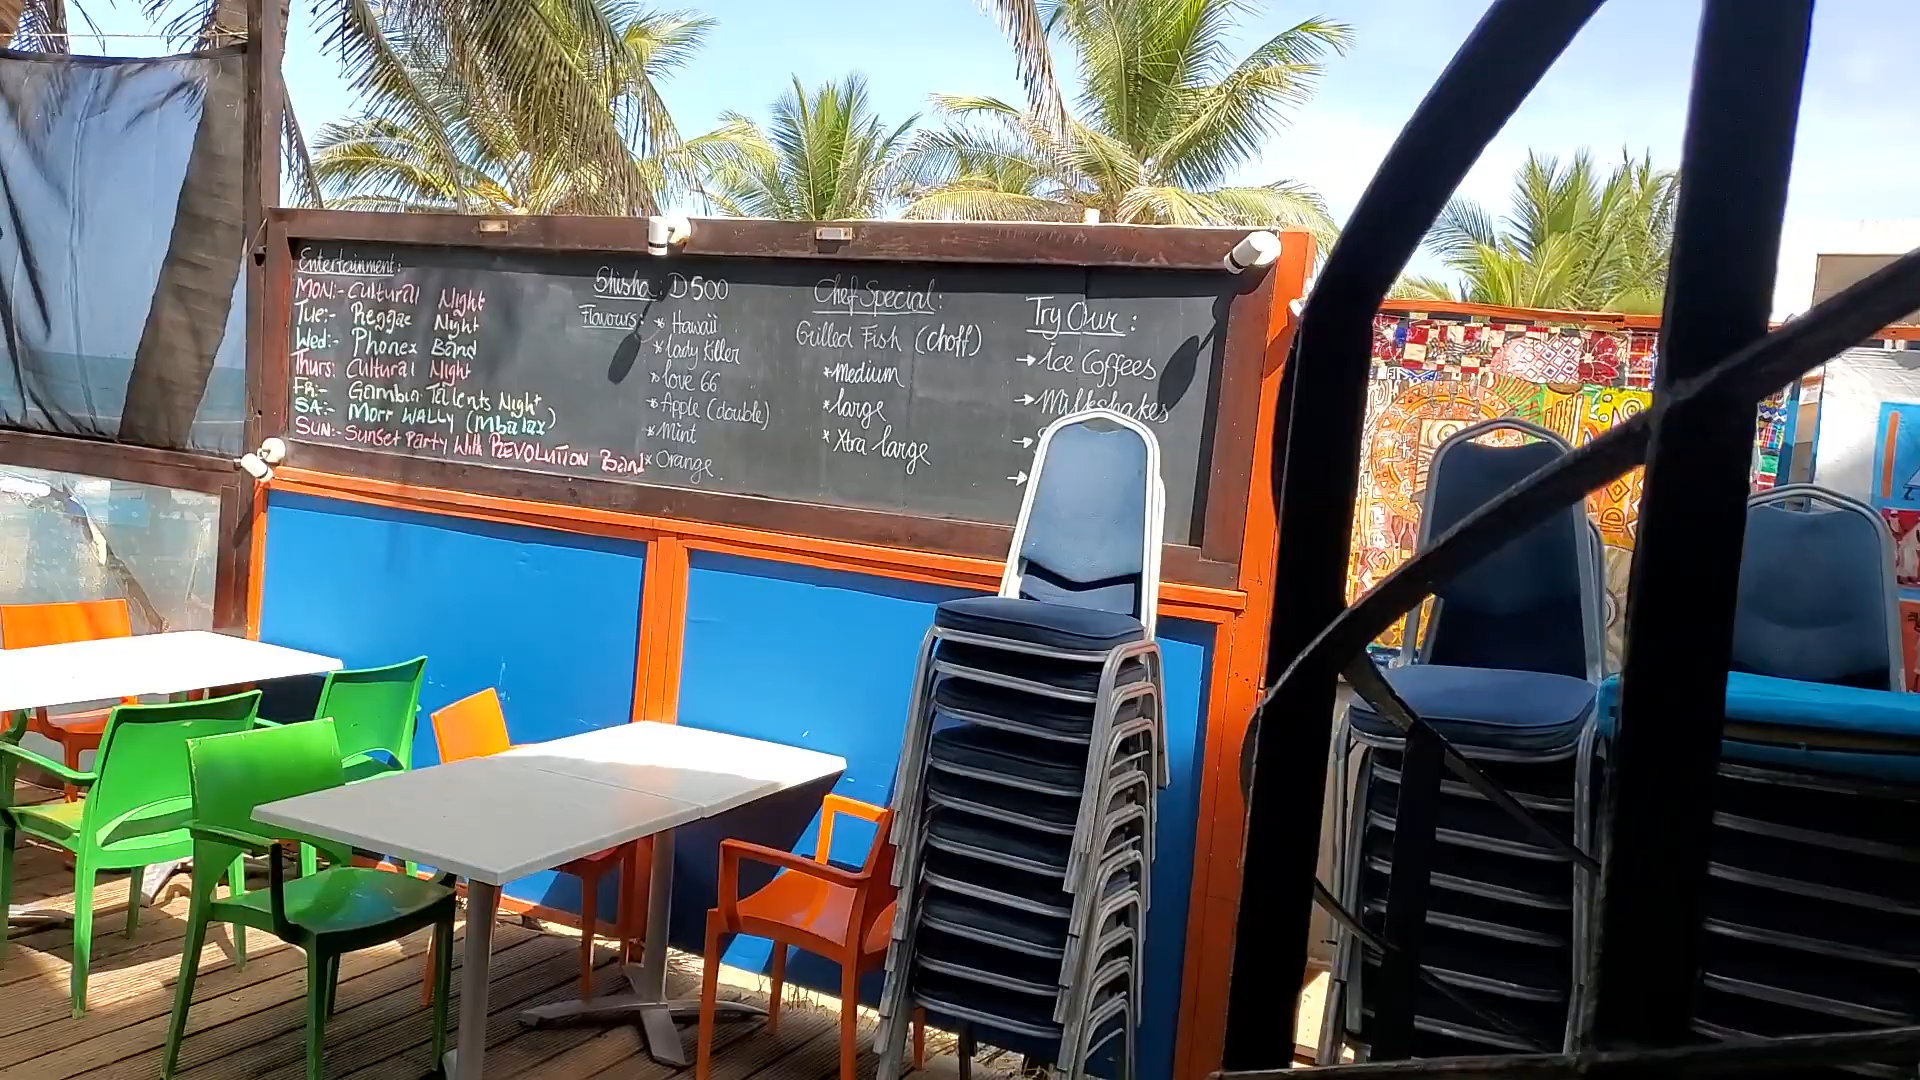 Entertainment:
MON:- Cultural Night
Tue:- Reggae Night
Wed:- Phonex Band
Thurs: Cultural Night
FR:- Gambia Talents Night
SA:- Morr WALLY (Mbalax)
SUN:- Sunset Party With REVOLUTION Band
Shisha: D500
Flavours:
* Hawaii
* lady killer
* love 66
* Apple (double)
* Mint
* Orange
Chef Special:
Grilled Fish (choff)
* Medium
* large
* Xtra large
Try Our:
→ Ice Coffees
→ Milkshakes
→
→